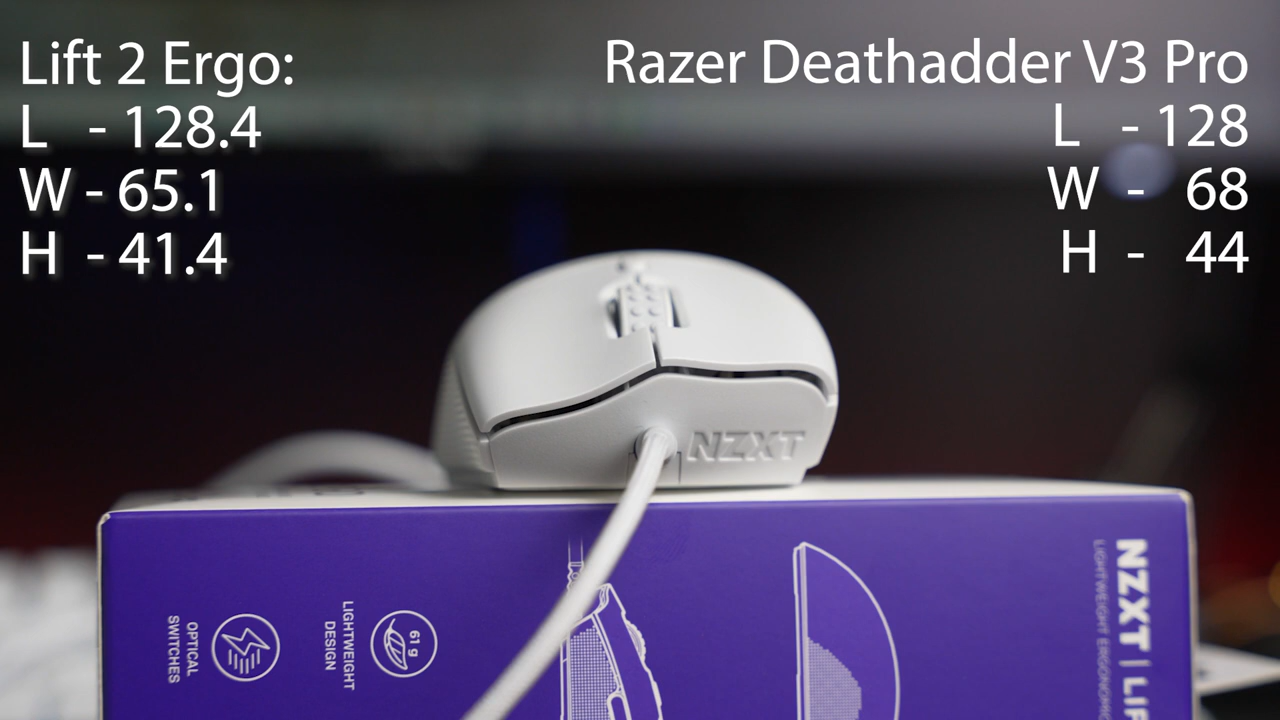 Lift 2 Ergo:
L - 128.4
W - 65.1
H - 41.4
Razer Deathadder V3 Pro
L - 128
W - 68
H - 44
NZXT
OPTICAL
SWITCHES
LIGHTWEIGHT
DESIGN
61g
NZXT | LIF
LIGHTWEIGHT ERGONOMIC